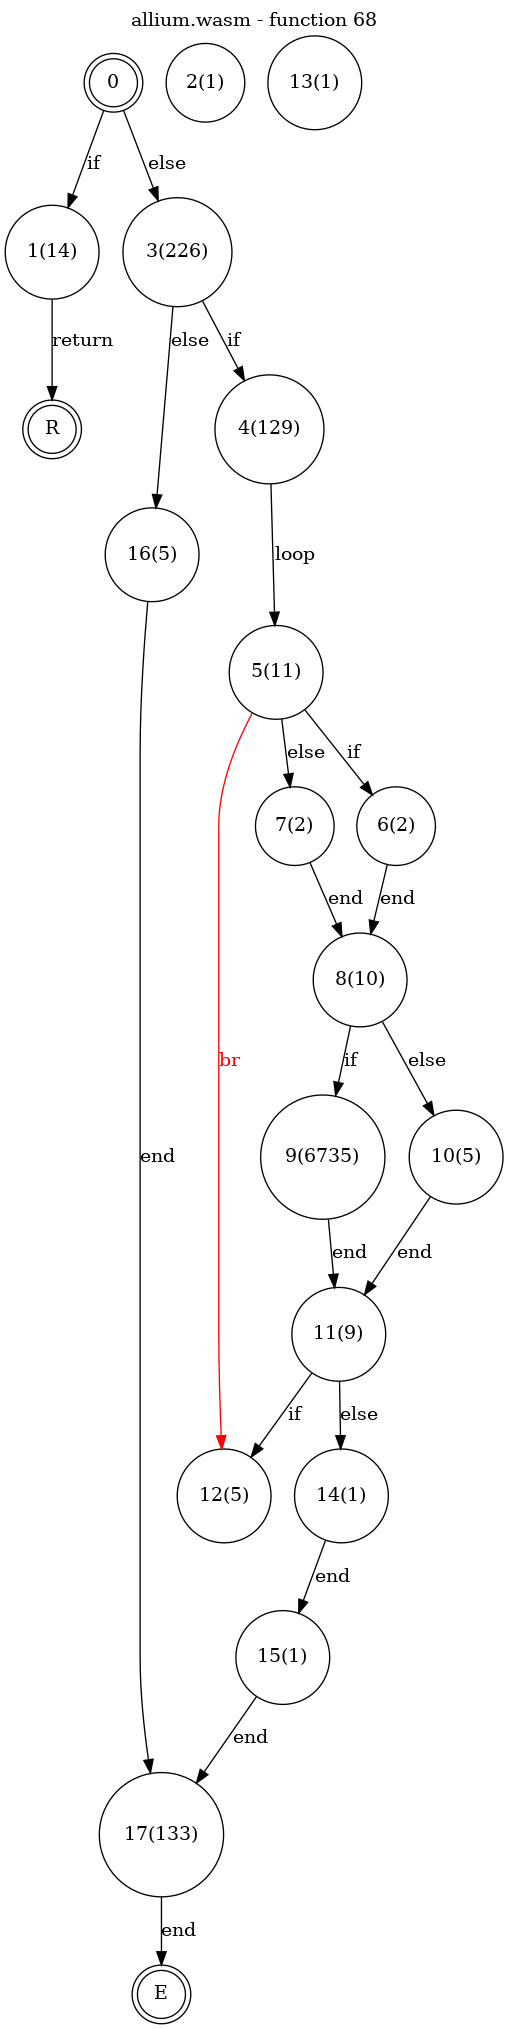 allium.wasm - function 68
0
2(1)
13(1)
if
else
1(14)
3(226)
return
else
if
R
4(129)
16(5)
loop
5(11)
else
if
7(2)
6(2)
end
end
8(10)
br
if
else
end
9(6735)
10(5)
end
end
11(9)
if
else
12(5)
14(1)
end
15(1)
end
17(133)
end
E